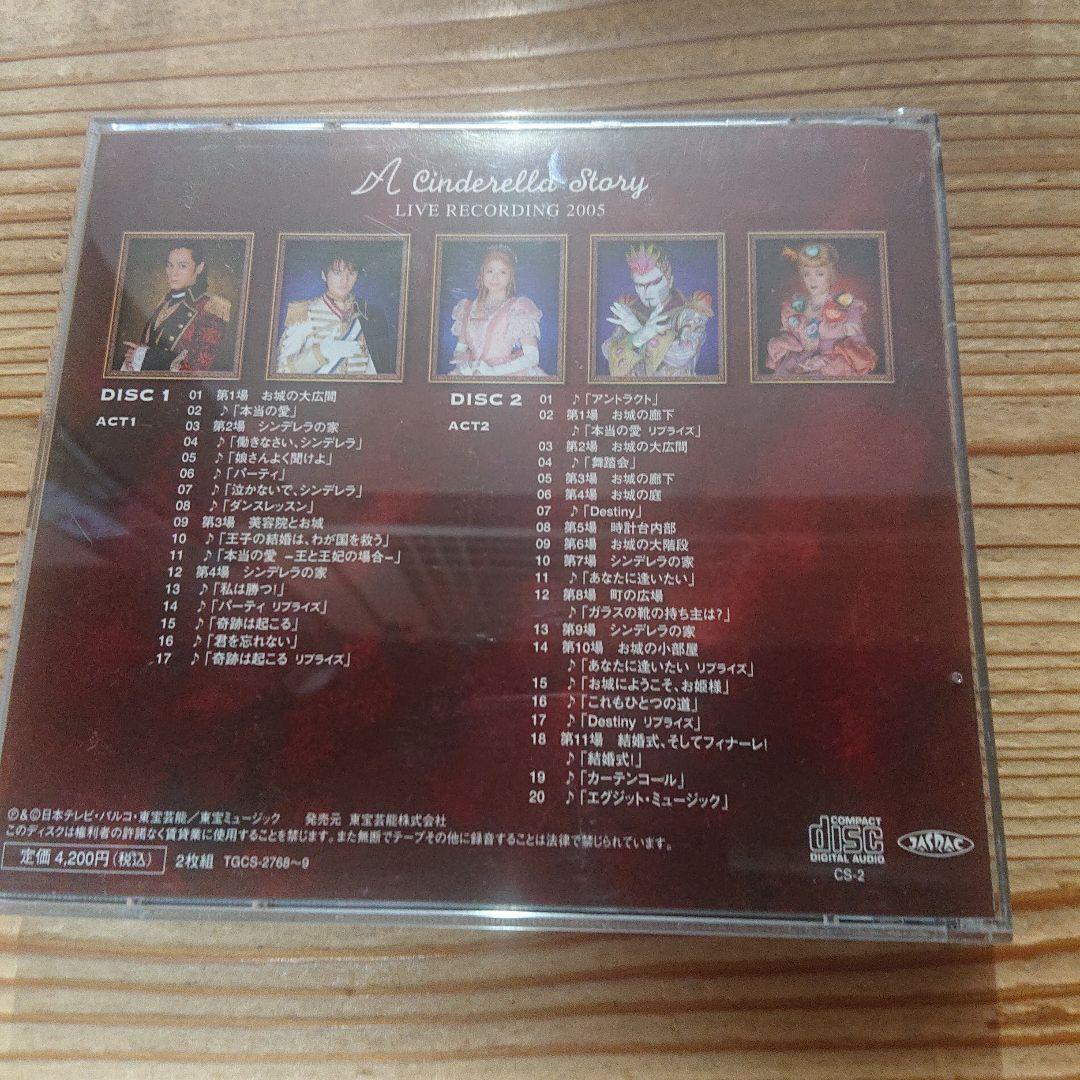 A Cinderella Story
LIVE RECORDING 2005
DISC 1
ACT1
01 第1場 お城の大広間
02 ♪「本当の愛」
03 第2場 シンデレラの家
04 ♪「働きなさい、シンデレラ」
05 ♪「娘さんよく聞けよ」
06 ♪「パーティ」
07 ♪「泣かないで、シンデレラ」
08 ♪「ダンスレッスン」
09 第3場 美容院とお城
10 ♪「王子の結婚は、わが国を救う」
11 ♪「本当の愛 –王と王妃の場合–」
12 第4場 シンデレラの家
13 ♪「私は勝つ!」
14 ♪「パーティ リプライズ」
15 ♪「奇跡は起こる」
16 ♪「君を忘れない」
17 ♪「奇跡は起こる リプライズ」
DISC 2
ACT2
01 ♪「アントラクト」
02 第1場 お城の廊下
♪「本当の愛 リプライズ」
03 第2場 お城の大広間
04 ♪「舞踏会」
05 第3場 お城の廊下
06 第4場 お城の庭
07 ♪「Destiny」
08 第5場 時計台内部
09 第6場 お城の大階段
10 第7場 シンデレラの家
11 ♪「あなたに逢いたい」
12 第8場 町の広場
♪「ガラスの靴の持ち主は?」
13 第9場 シンデレラの家
14 第10場 お城の小部屋
♪「あなたに逢いたい リプライズ」
15 ♪「お城にようこそ、お姫様」
16 ♪「これもひとつの道」
17 ♪「Destiny リプライズ」
18 第11場 結婚式、そしてフィナーレ!
♪「結婚式!」
19 ♪「カーテンコール」
20 ♪「エグジット・ミュージック」
Ⓟ&Ⓒ日本テレビ・パルコ・東宝芸能/東宝ミュージック 発売元 東宝芸能株式会社
このディスクは権利者の許諾なく賃貸業に使用することを禁じます。また無断でテープその他に録音することは法律で禁じられています。
定価 4,200円(税込) 2枚組 TGCS-2768〜9
COMPACT
disc
DIGITAL AUDIO
CS-2
JASRAC